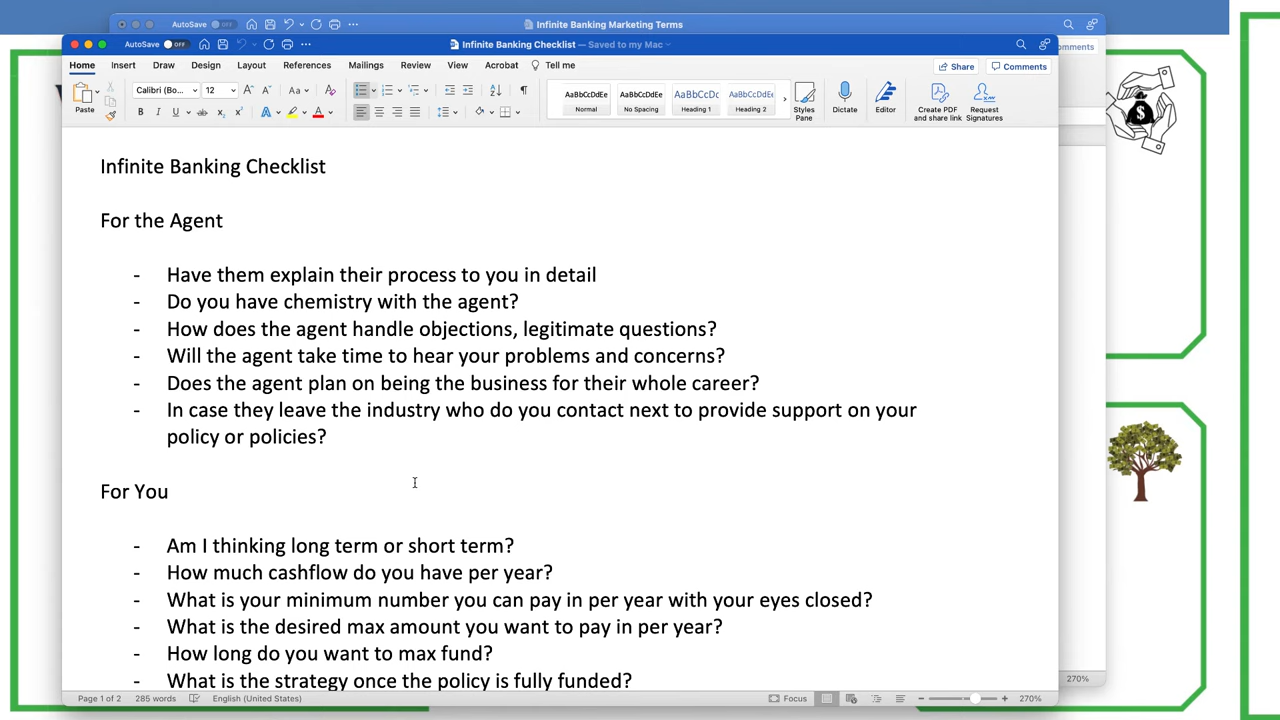 AutoSave OFF Infinite Banking Marketing Terms
AutoSave OFF Infinite Banking Checklist — Saved to my Mac
Home Insert Draw Design Layout References Mailings Review View Acrobat Tell me Share Comments
omments
Paste
Calibri (Bo... 12
Aa
B I U ab x x A A
AaBbCcDdEe AaBbCcDdEe AaBbCcDc AaBbCcDdEe
Normal No Spacing Heading 1 Heading 2
Styles Pane
Dictate
Editor
Create PDF and share link
Request Signatures
Infinite Banking Checklist
For the Agent
- Have them explain their process to you in detail
- Do you have chemistry with the agent?
- How does the agent handle objections, legitimate questions?
- Will the agent take time to hear your problems and concerns?
- Does the agent plan on being the business for their whole career?
- In case they leave the industry who do you contact next to provide support on your
policy or policies?
For You
- Am I thinking long term or short term?
- How much cashflow do you have per year?
- What is your minimum number you can pay in per year with your eyes closed?
- What is the desired max amount you want to pay in per year?
- How long do you want to max fund?
- What is the strategy once the policy is fully funded?
Page 1 of 2 285 words English (United States) Focus 270%
270%